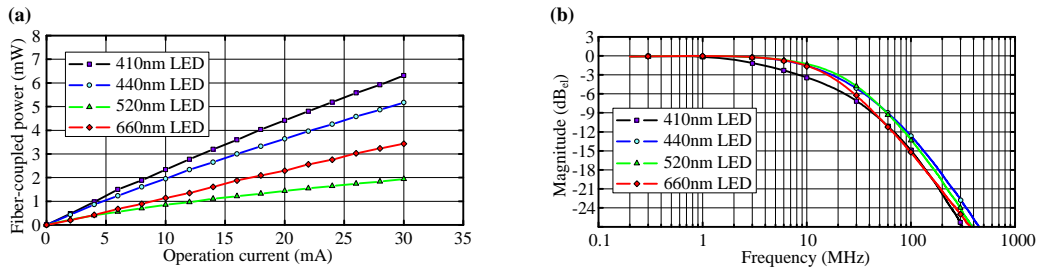 (a)
Fiber-coupled power (mW)
8
7
6
5
4
3
2
1
0
410nm LED
440nm LED
520nm LED
660nm LED
0 5 10 15 20 25 30 35
Operation current (mA)
(b)
Magnitude (dBel)
3
0
-3
-6
-9
-12
-15
-18
-21
-24
410nm LED
440nm LED
520nm LED
660nm LED
0.1 1 10 100 1000
Frequency (MHz)